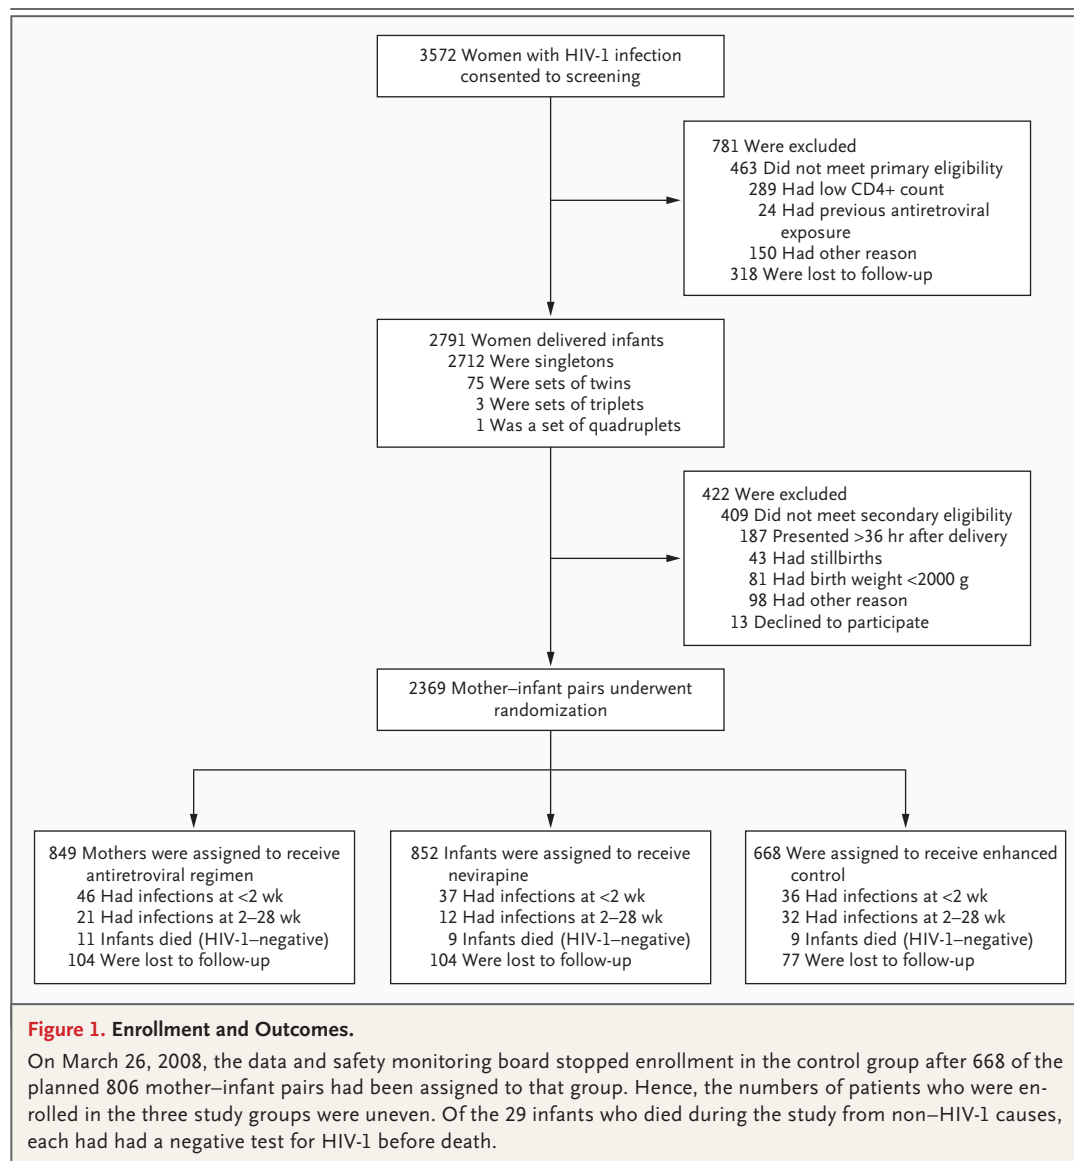 3572 Women with HIV-1 infection
consented to screening
781 Were excluded
463 Did not meet primary eligibility
289 Had low CD4+ count
24 Had previous antiretroviral
exposure
150 Had other reason
318 Were lost to follow-up
2791 Women delivered infants
2712 Were singletons
75 Were sets of twins
3 Were sets of triplets
1 Was a set of quadruplets
422 Were excluded
409 Did not meet secondary eligibility
187 Presented >36 hr after delivery
43 Had stillbirths
81 Had birth weight <2000 g
98 Had other reason
13 Declined to participate
2369 Mother–infant pairs underwent
randomization
849 Mothers were assigned to receive
antiretroviral regimen
46 Had infections at <2 wk
21 Had infections at 2–28 wk
11 Infants died (HIV-1–negative)
104 Were lost to follow-up
852 Infants were assigned to receive
nevirapine
37 Had infections at <2 wk
12 Had infections at 2–28 wk
9 Infants died (HIV-1–negative)
104 Were lost to follow-up
668 Were assigned to receive enhanced
control
36 Had infections at <2 wk
32 Had infections at 2–28 wk
9 Infants died (HIV-1–negative)
77 Were lost to follow-up
Figure 1. Enrollment and Outcomes.
On March 26, 2008, the data and safety monitoring board stopped enrollment in the control group after 668 of the
planned 806 mother–infant pairs had been assigned to that group. Hence, the numbers of patients who were en-
rolled in the three study groups were uneven. Of the 29 infants who died during the study from non–HIV-1 causes,
each had had a negative test for HIV-1 before death.